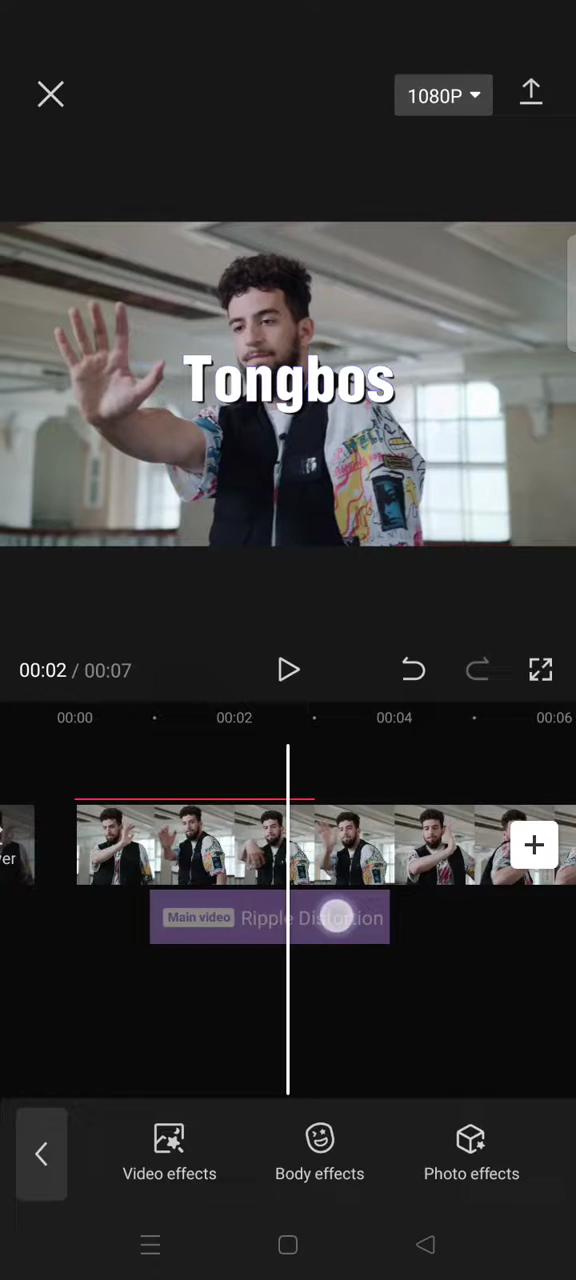 1080P
Tongbos
00:02 / 00:07
00:00 00:02 00:04 00:06
er
Main video Ripple Distortion
Video effects Body effects Photo effects